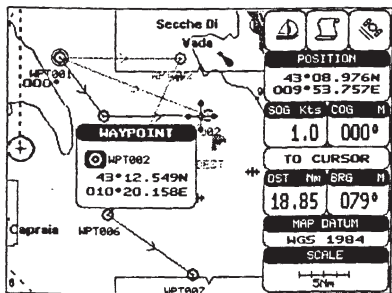 Secche Di
Vada
WPT001
000°
WAYPOINT
WPT002
43°12.549N
010°20.158E
Capraia
WPT006
WPT007
POSITION
43°08.976N
009°53.757E
SOG Kts COG M
1.0 000°
TO CURSOR
DST Nm BRG M
18.85 079°
MAP DATUM
WGS 1984
SCALE
5Nm